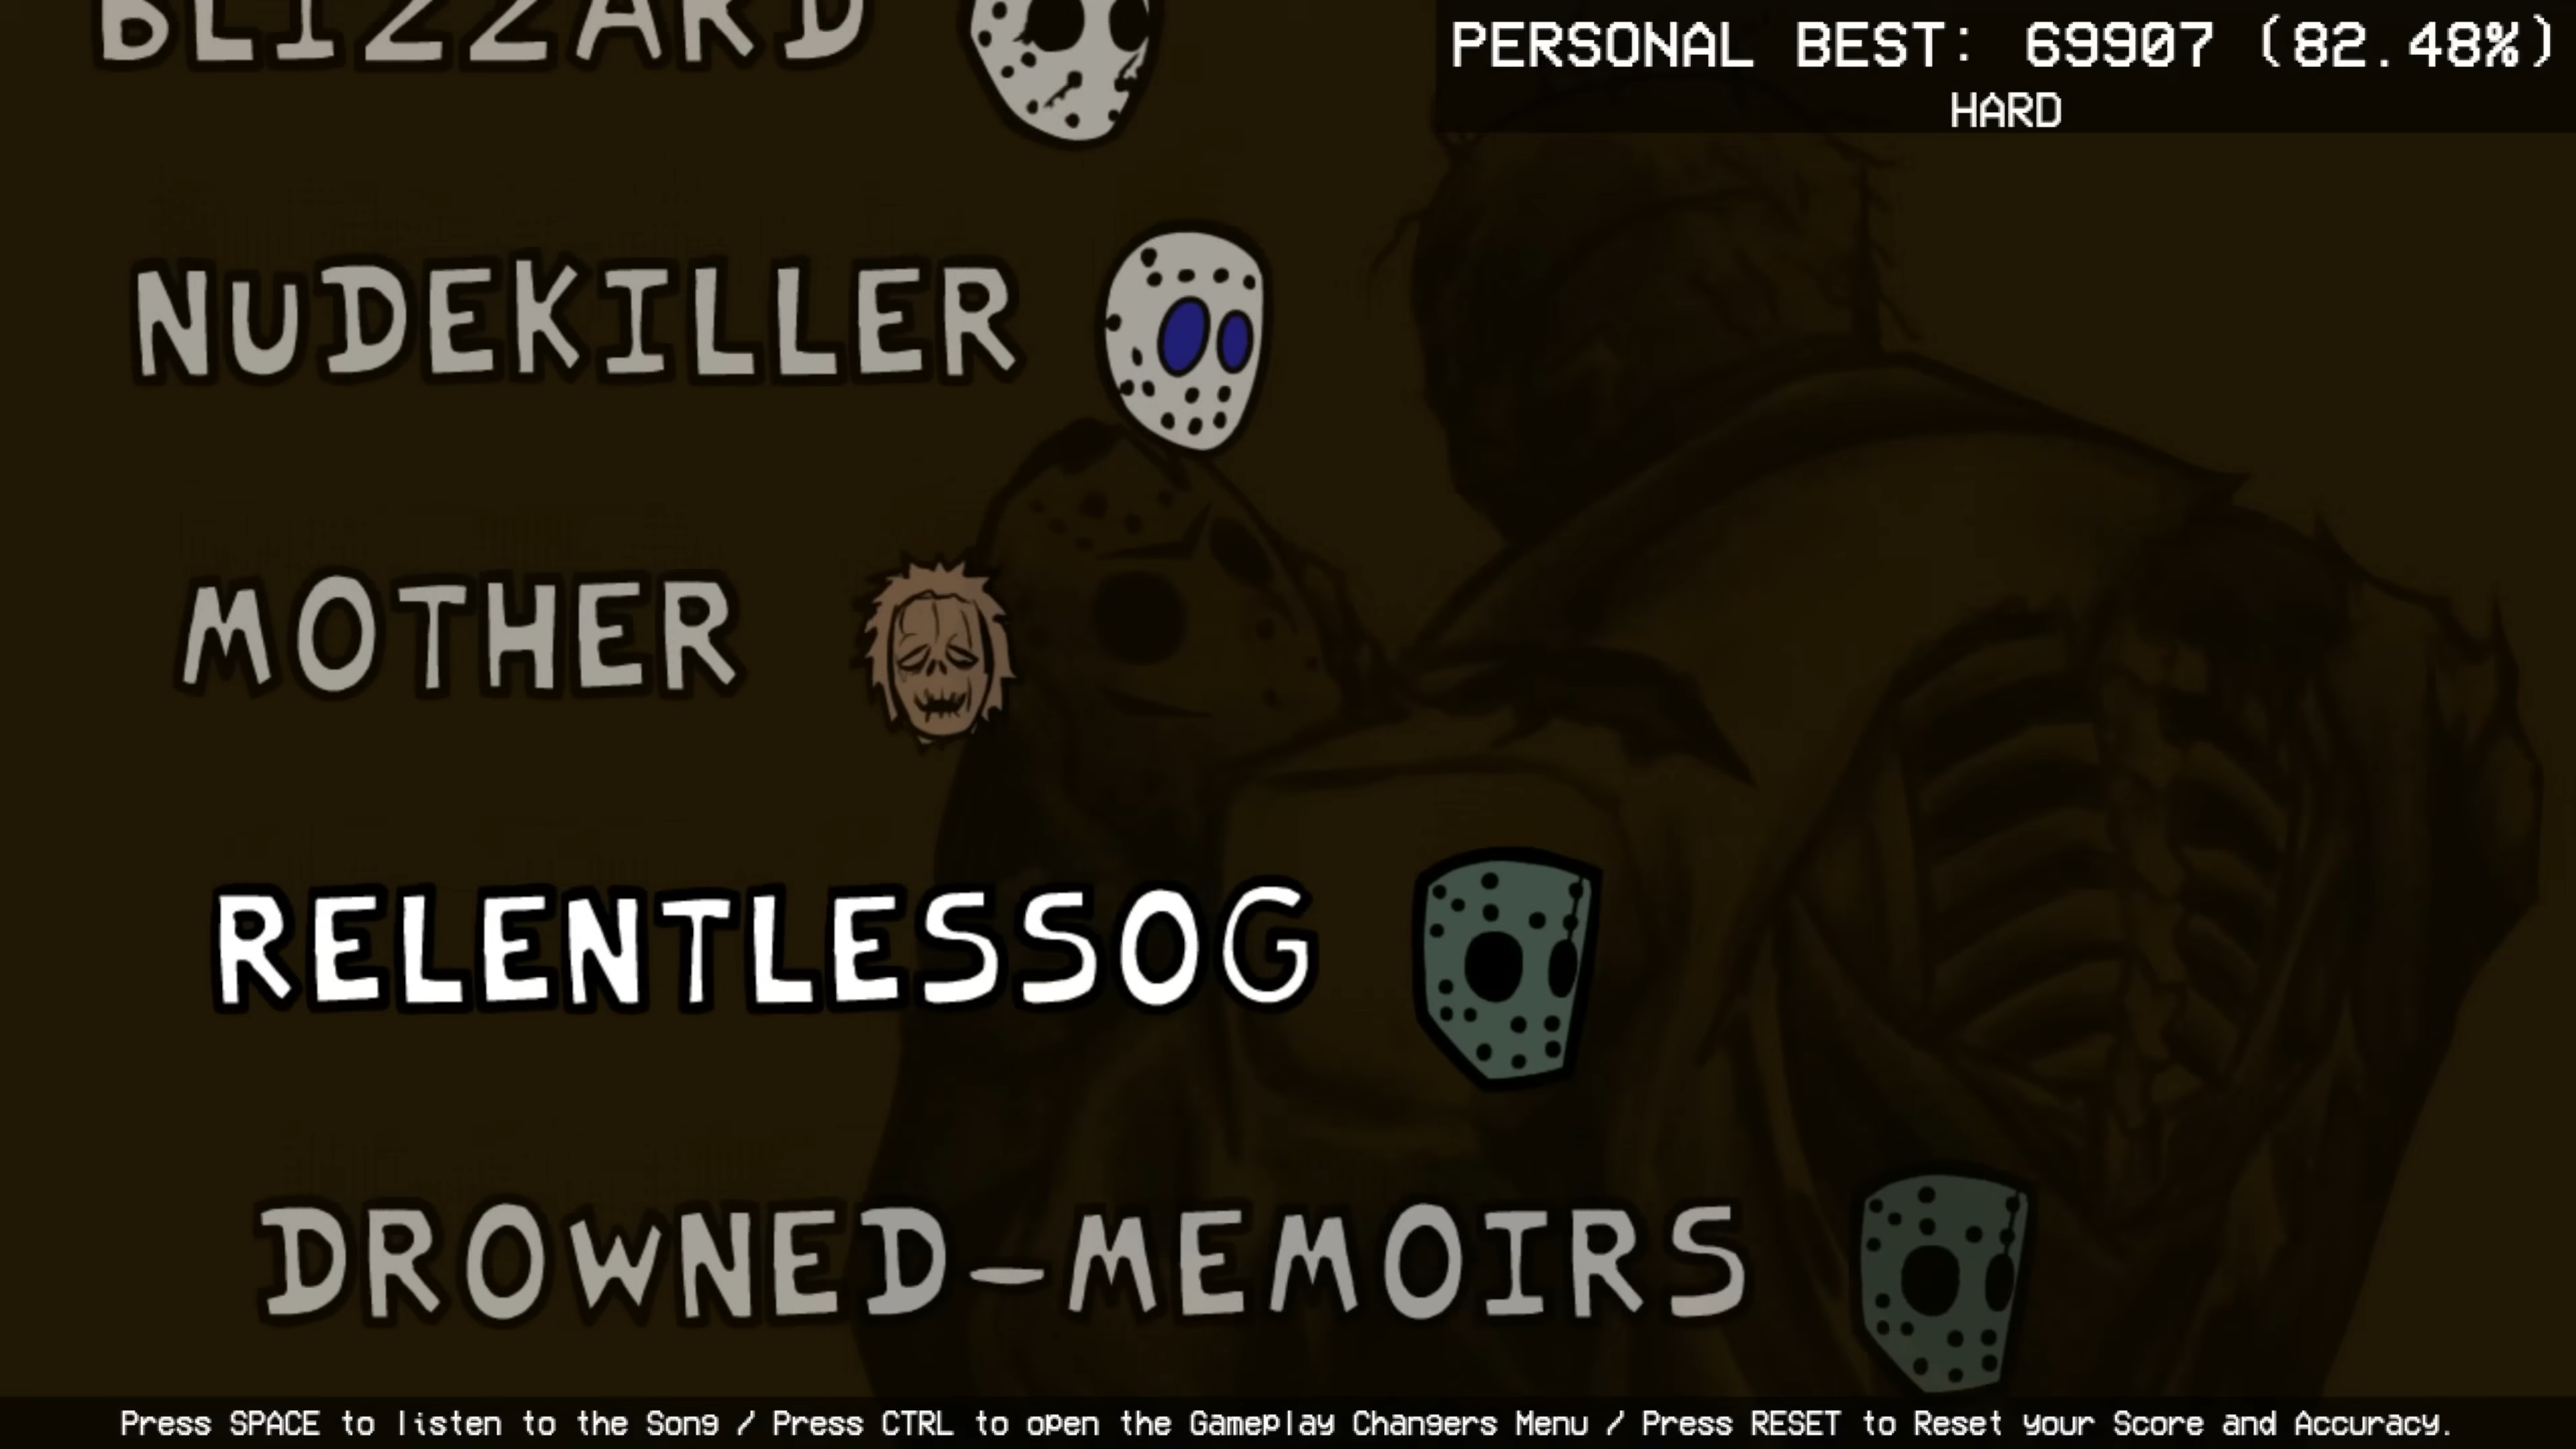 BLIZZARD
PERSONAL BEST: 69907 (82.48%)
HARD
NUDEKILLER
MOTHER
RELENTLESSOG
DROWNED-MEMOIRS
Press SPACE to listen to the Song / Press CTRL to open the Gameplay Changers Menu / Press RESET to Reset your Score and Accuracy.